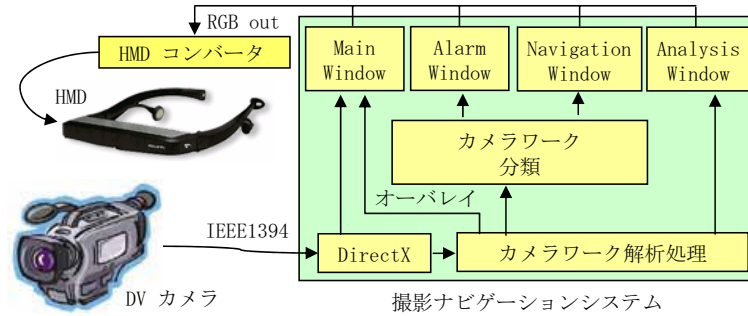 RGB out
HMD コンバータ
HMD
Main
Window
Alarm
Window
Navigation
Window
Analysis
Window
カメラワーク
分類
オーバレイ
IEEE1394
DirectX
カメラワーク解析処理
DV カメラ
撮影ナビゲーションシステム